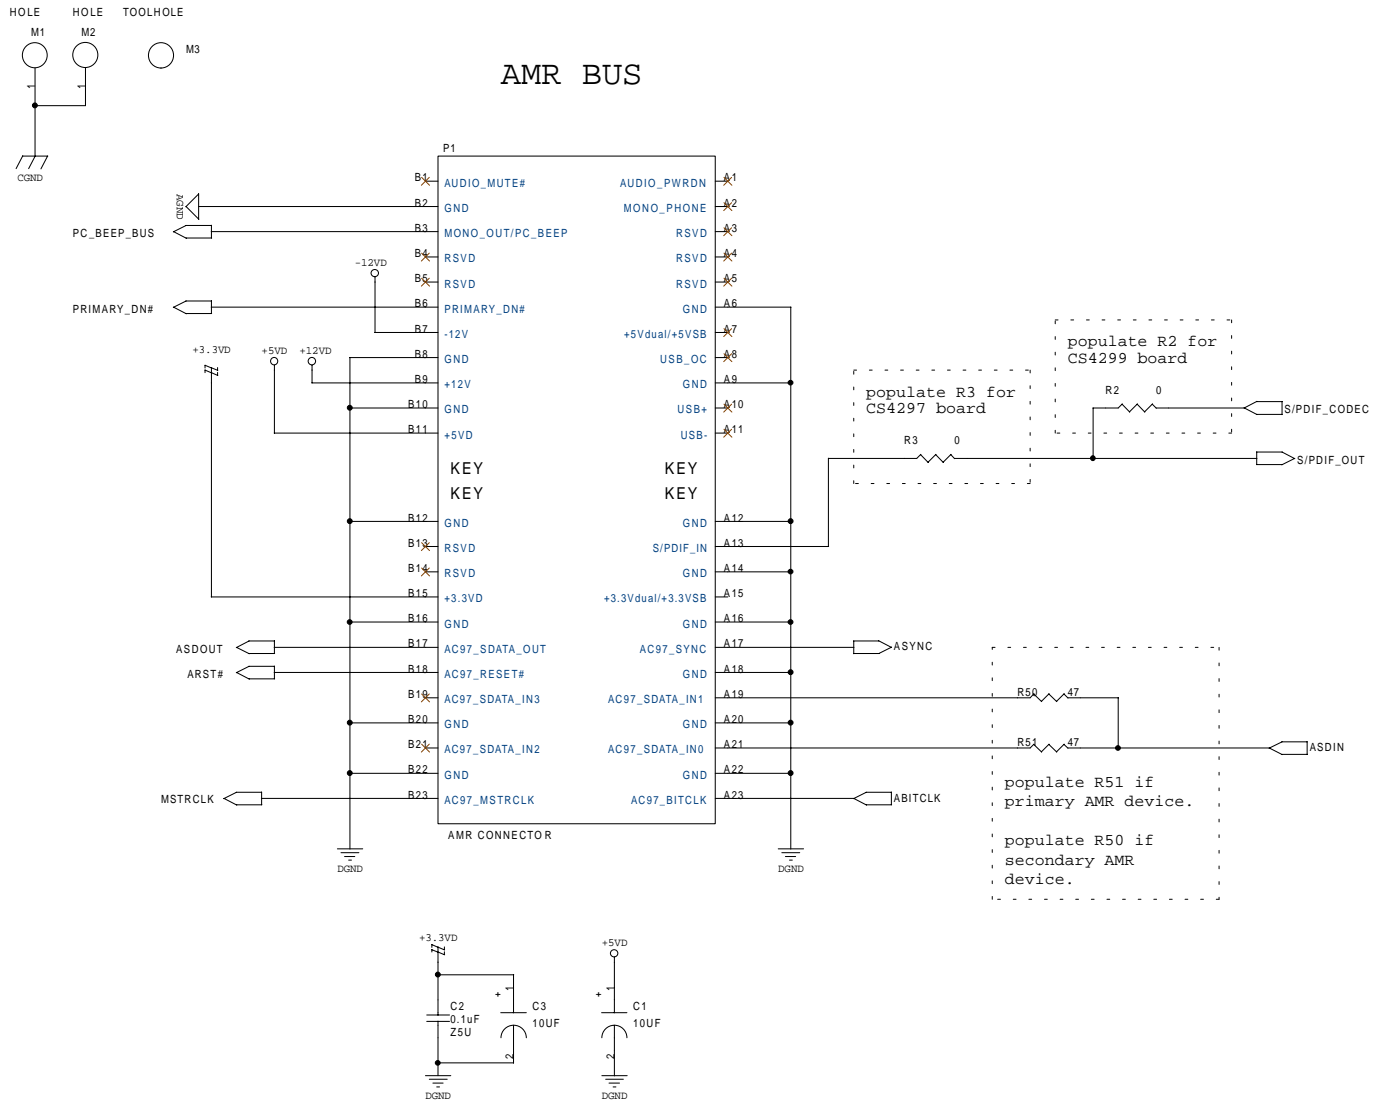 HOLE HOLE TOOLHOLE
M1 M2 M3
1 1
CGND
AMR BUS
P1
B1 AUDIO_MUTE# AUDIO_PWRDN A1
AGND B2 GND MONO_PHONE A2
PC_BEEP_BUS B3 MONO_OUT/PC_BEEP RSVD A3
B4 RSVD RSVD A4
-12VD
B5 RSVD RSVD A5
PRIMARY_DN# B6 PRIMARY_DN# GND A6
B7 -12V +5Vdual/+5VSB A7
+3.3VD +5VD +12VD
B8 GND USB_OC A8
B9 +12V GND A9
B10 GND USB+ A10
B11 +5VD USB- A11
KEY KEY
KEY KEY
B12 GND GND A12
B13 RSVD S/PDIF_IN A13
B14 RSVD GND A14
B15 +3.3VD +3.3Vdual/+3.3VSB A15
B16 GND GND A16
ASDOUT B17 AC97_SDATA_OUT AC97_SYNC A17 ASYNC
ARST# B18 AC97_RESET# GND A18
B19 AC97_SDATA_IN3 AC97_SDATA_IN1 A19
B20 GND GND A20
B21 AC97_SDATA_IN2 AC97_SDATA_IN0 A21
B22 GND GND A22
MSTRCLK B23 AC97_MSTRCLK AC97_BITCLK A23 ABITCLK
AMR CONNECTOR
DGND DGND
populate R2 for
CS4299 board
R2 0
S/PDIF_CODEC
populate R3 for
CS4297 board
R3 0
S/PDIF_OUT
R50 47
R51 47
ASDIN
populate R51 if
primary AMR device.
populate R50 if
secondary AMR
device.
+3.3VD +5VD
+ 1 + 1
C2
0.1uF
Z5U
C3
10UF
C1
10UF
2 2
DGND DGND